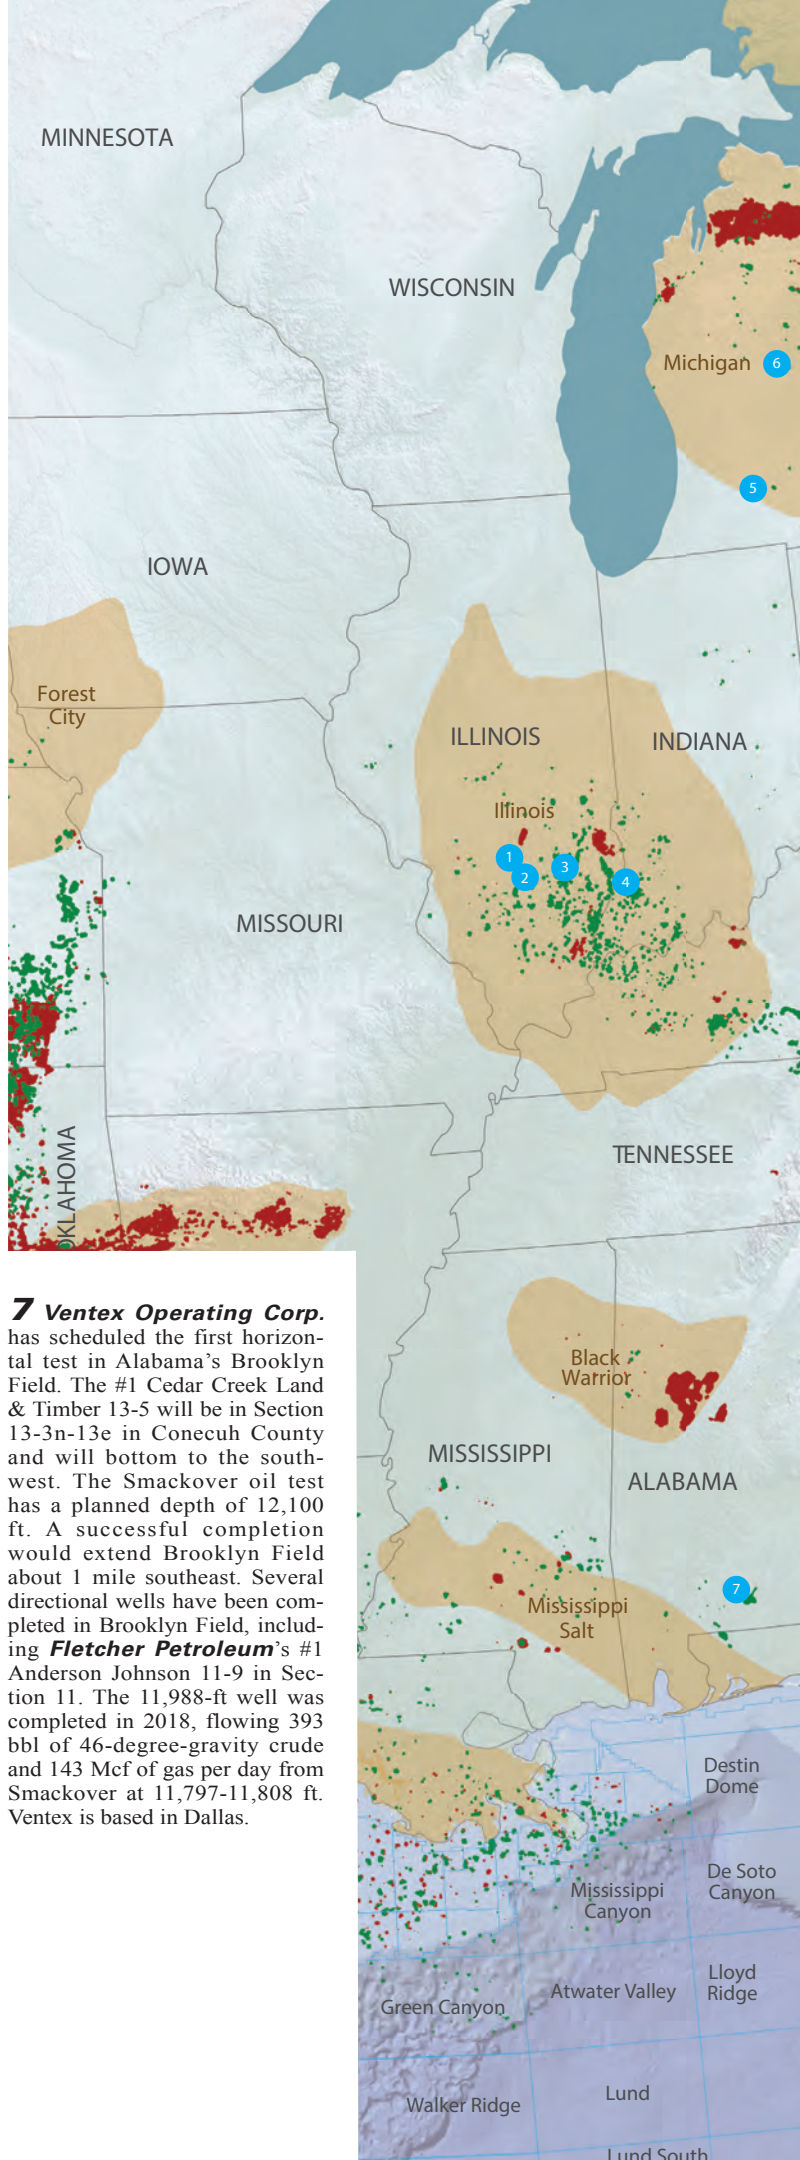 MINNESOTA
WISCONSIN
Michigan
6
5
IOWA
Forest
City
ILLINOIS
INDIANA
Illinois
1
2
3
4
MISSOURI
TENNESSEE
OKLAHOMA
7 Ventex Operating Corp.
has scheduled the first horizon-
tal test in Alabama's Brooklyn
Field. The #1 Cedar Creek Land
& Timber 13-5 will be in Section
13-3n-13e in Conecuh County
and will bottom to the south-
west. The Smackover oil test
has a planned depth of 12,100
ft. A successful completion
would extend Brooklyn Field
about 1 mile southeast. Several
directional wells have been com-
pleted in Brooklyn Field, includ-
ing Fletcher Petroleum's #1
Anderson Johnson 11-9 in Sec-
tion 11. The 11,988-ft well was
completed in 2018, flowing 393
bbl of 46-degree-gravity crude
and 143 Mcf of gas per day from
Smackover at 11,797-11,808 ft.
Ventex is based in Dallas.
Black
Warrior
MISSISSIPPI
ALABAMA
7
Mississippi
Salt
Destin
Dome
De Soto
Canyon
Mississippi
Canyon
Lloyd
Ridge
Atwater Valley
Green Canyon
Lund
Walker Ridge
Lund South